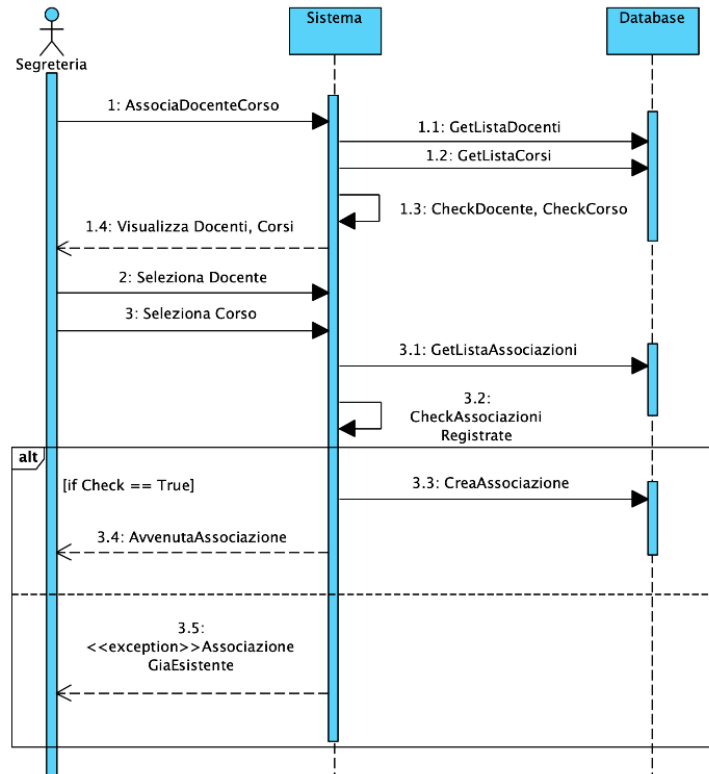 Segreteria
Sistema
Database
1: AssociaDocenteCorso
1.1: GetListaDocenti
1.2: GetListaCorsi
1.3: CheckDocente, CheckCorso
1.4: Visualizza Docenti, Corsi
2: Seleziona Docente
3: Seleziona Corso
3.1: GetListaAssociazioni
3.2:
CheckAssociazioni
Registrate
alt
[if Check == True]
3.3: CreaAssociazione
3.4: AvvenutaAssociazione
3.5:
<<exception>>Associazione
GiaEsistente